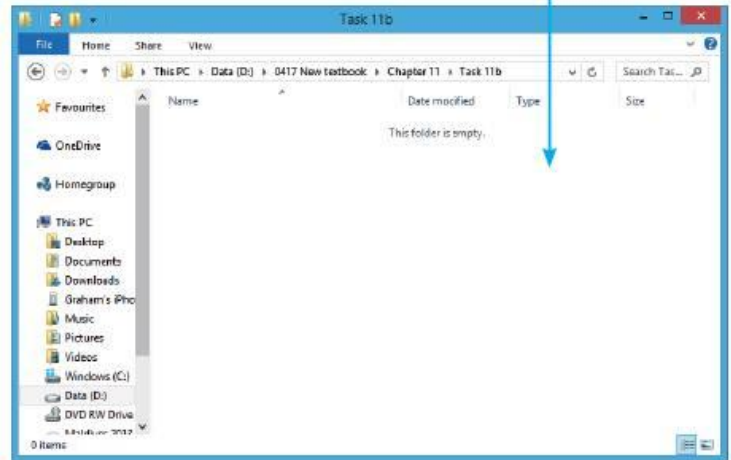 Task 11b
File Home Share View
This PC Data (D:) 0417 New textbook Chapter 11 Task 11b Search Tas...
Name Date modified Type Size
This folder is empty.
Favourites
OneDrive
Homegroup
This PC
Desktop
Documents
Downloads
Graham's iPho
Music
Pictures
Videos
Windows (C:)
Data (D:)
DVD RW Drive
Maldives 2017
0 items